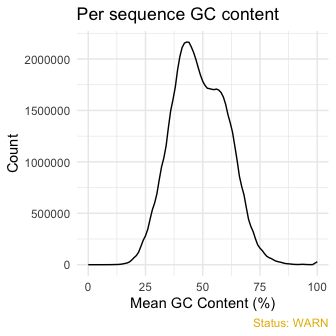 Per sequence GC content
2000000
1500000
1000000
500000
0
Count
0 25 50 75 100
Mean GC Content (%)
Status: WARN